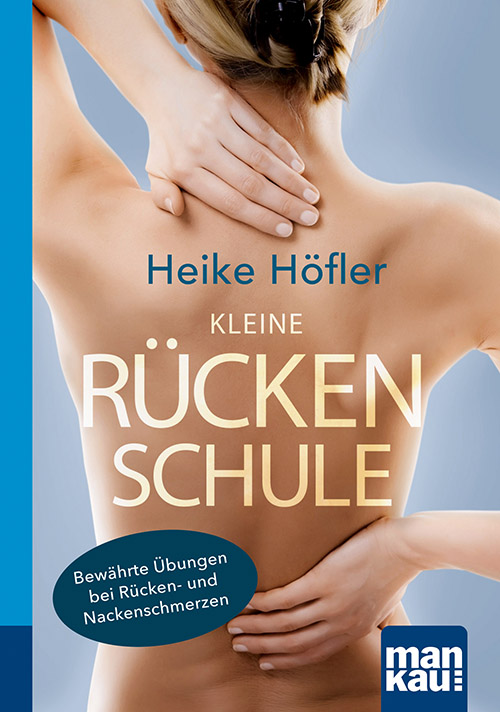 Heike Höfler
KLEINE
RÜCKEN
SCHULE
Bewährte Übungen
bei Rücken- und
Nackenschmerzen
man
kau!